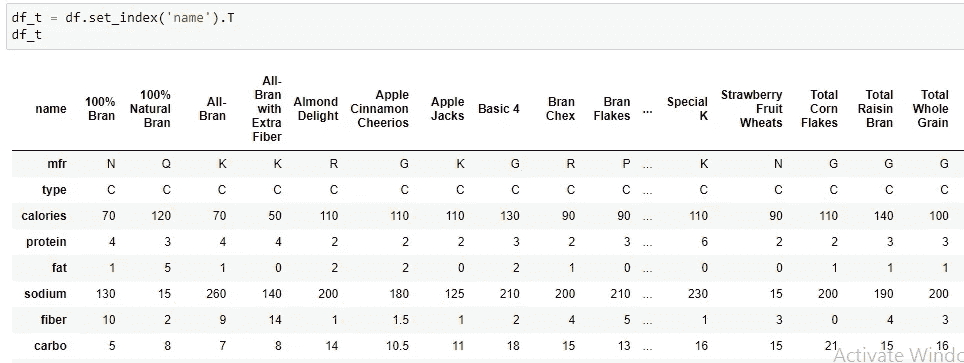 df_t = df.set_index('name').T
df_t
name 100% Bran 100% Natural Bran All-Bran All-Bran with Extra Fiber Almond Delight Apple Cinnamon Cheerios Apple Jacks Basic 4 Bran Chex Bran Flakes ... Special K Strawberry Fruit Wheats Total Corn Flakes Total Raisin Bran Total Whole Grain
mfr N Q K K R G K G R P ... K N G G G
type C C C C C C C C C C ... C C C C C
calories 70 120 70 50 110 110 110 130 90 90 ... 110 90 110 140 100
protein 4 3 4 4 2 2 2 3 2 3 ... 6 2 2 3 3
fat 1 5 1 0 2 2 0 2 1 0 ... 0 0 1 1 1
sodium 130 15 260 140 200 180 125 210 200 210 ... 230 15 200 190 200
fiber 10 2 9 14 1 1.5 1 2 4 5 ... 1 3 0 4 3
carbo 5 8 7 8 14 10.5 11 18 15 13 ... 16 15 21 15 16
Activate Windo